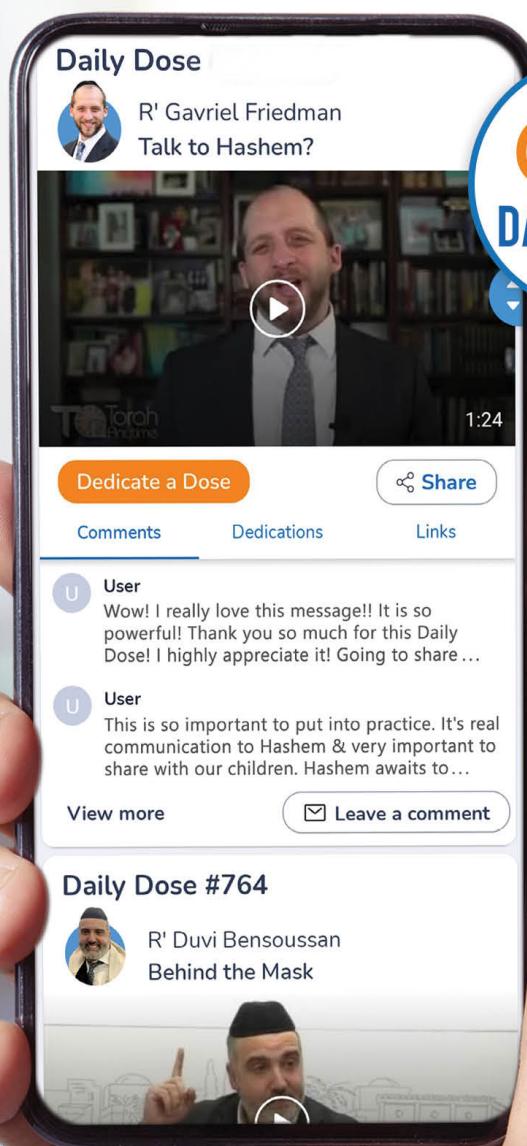 Daily Dose
R' Gavriel Friedman
Talk to Hashem?
Torah
Anytime
1:24
Dedicate a Dose
Share
Comments
Dedications
Links
U
User
Wow! I really love this message!! It is so
powerful! Thank you so much for this Daily
Dose! I highly appreciate it! Going to share...
U
User
This is so important to put into practice. It's real
communication to Hashem & very important to
share with our children. Hashem awaits to...
View more
Leave a comment
Daily Dose #764
R' Duvi Bensoussan
Behind the Mask